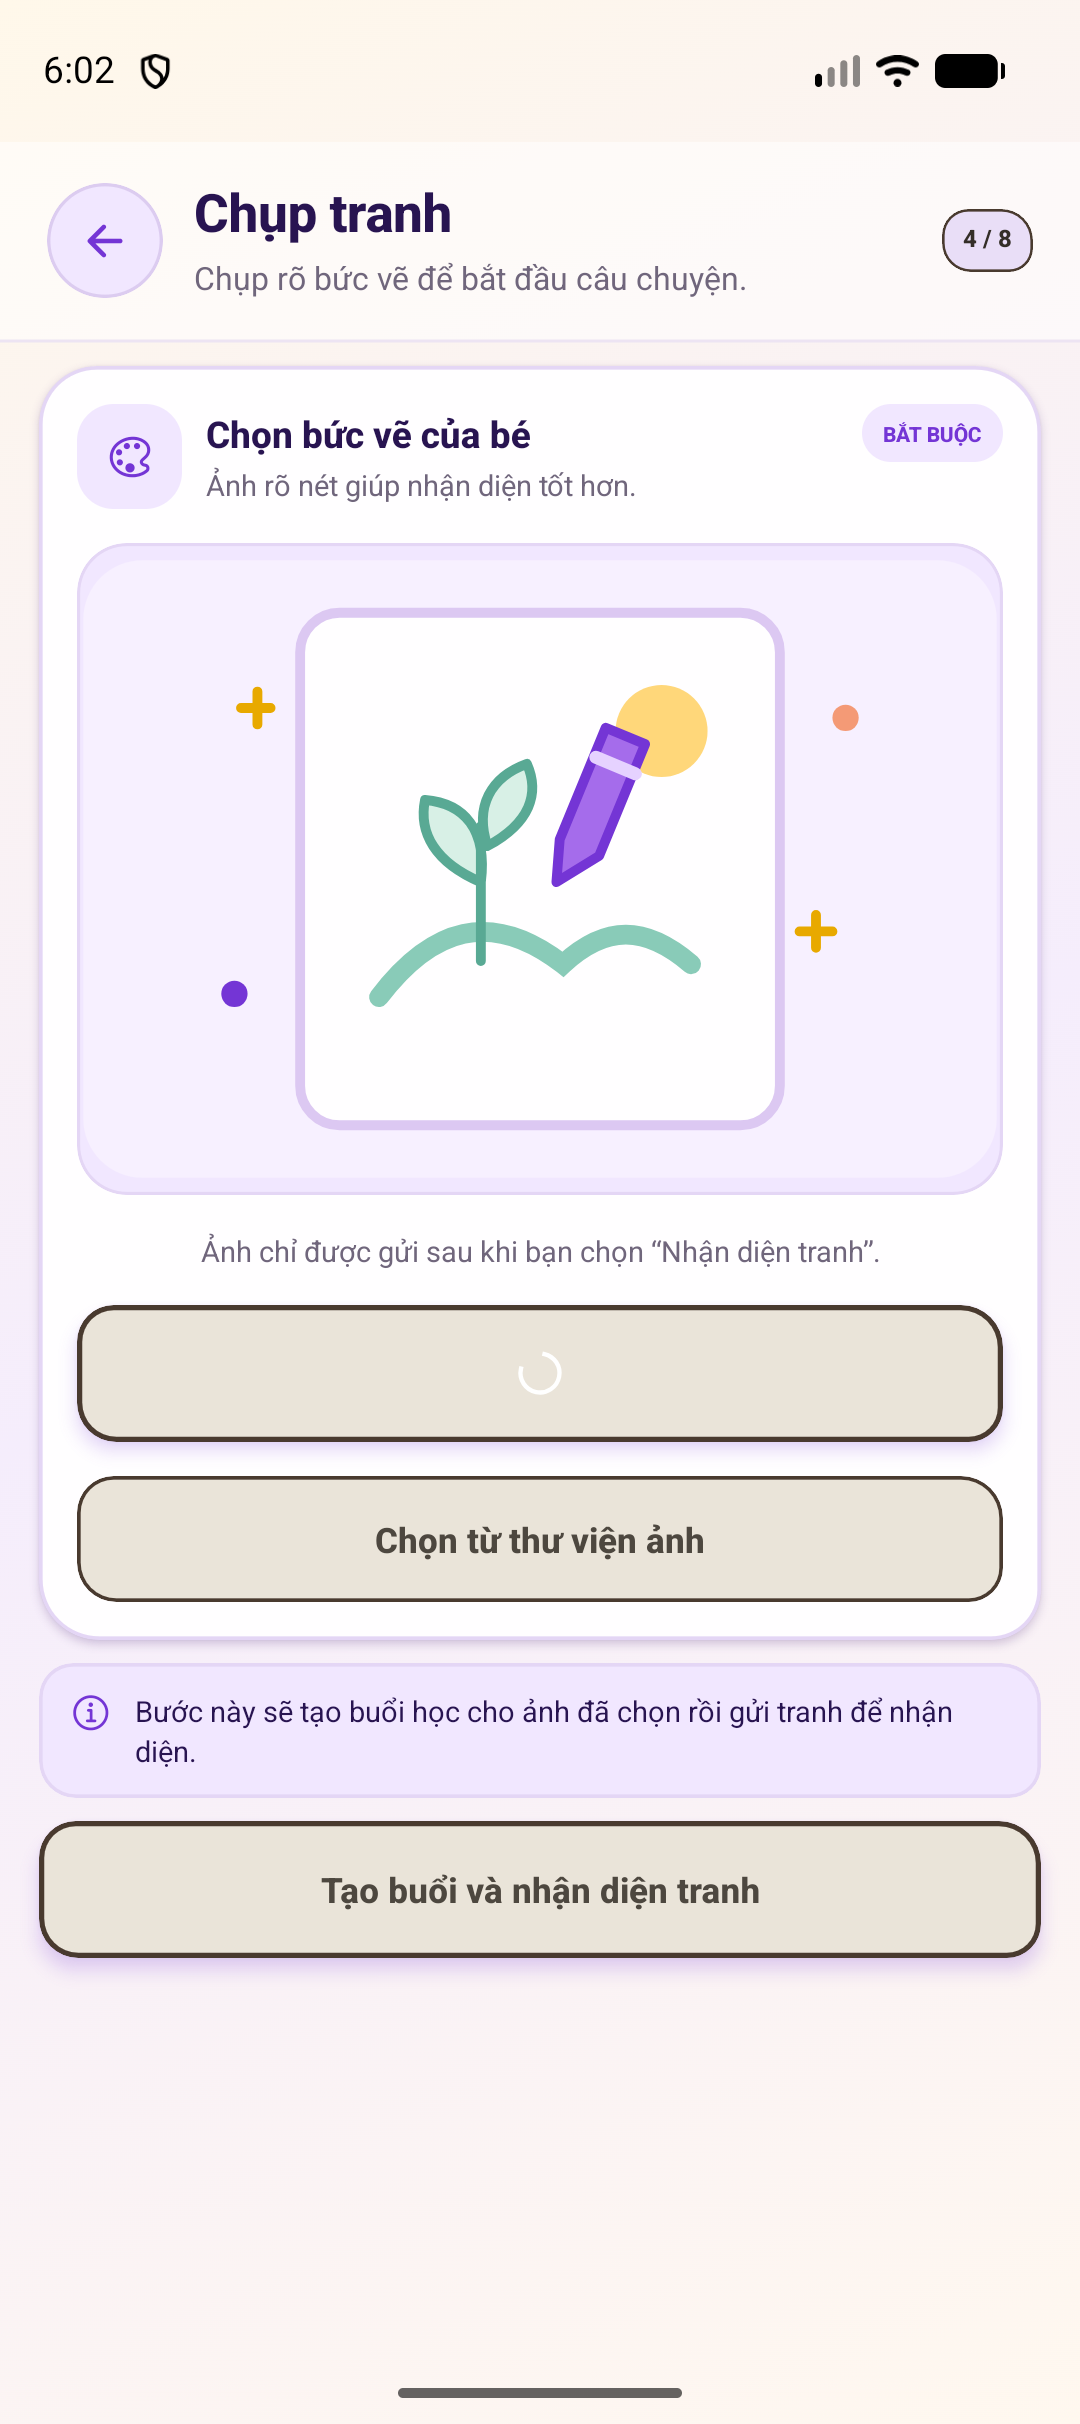 6:02
Chụp tranh
Chụp rõ bức vẽ để bắt đầu câu chuyện.
4 / 8
Chọn bức vẽ của bé
BẮT BUỘC
Ảnh rõ nét giúp nhận diện tốt hơn.
Ảnh chỉ được gửi sau khi bạn chọn “Nhận diện tranh”.
Chọn từ thư viện ảnh
Bước này sẽ tạo buổi học cho ảnh đã chọn rồi gửi tranh để nhận
diện.
Tạo buổi và nhận diện tranh